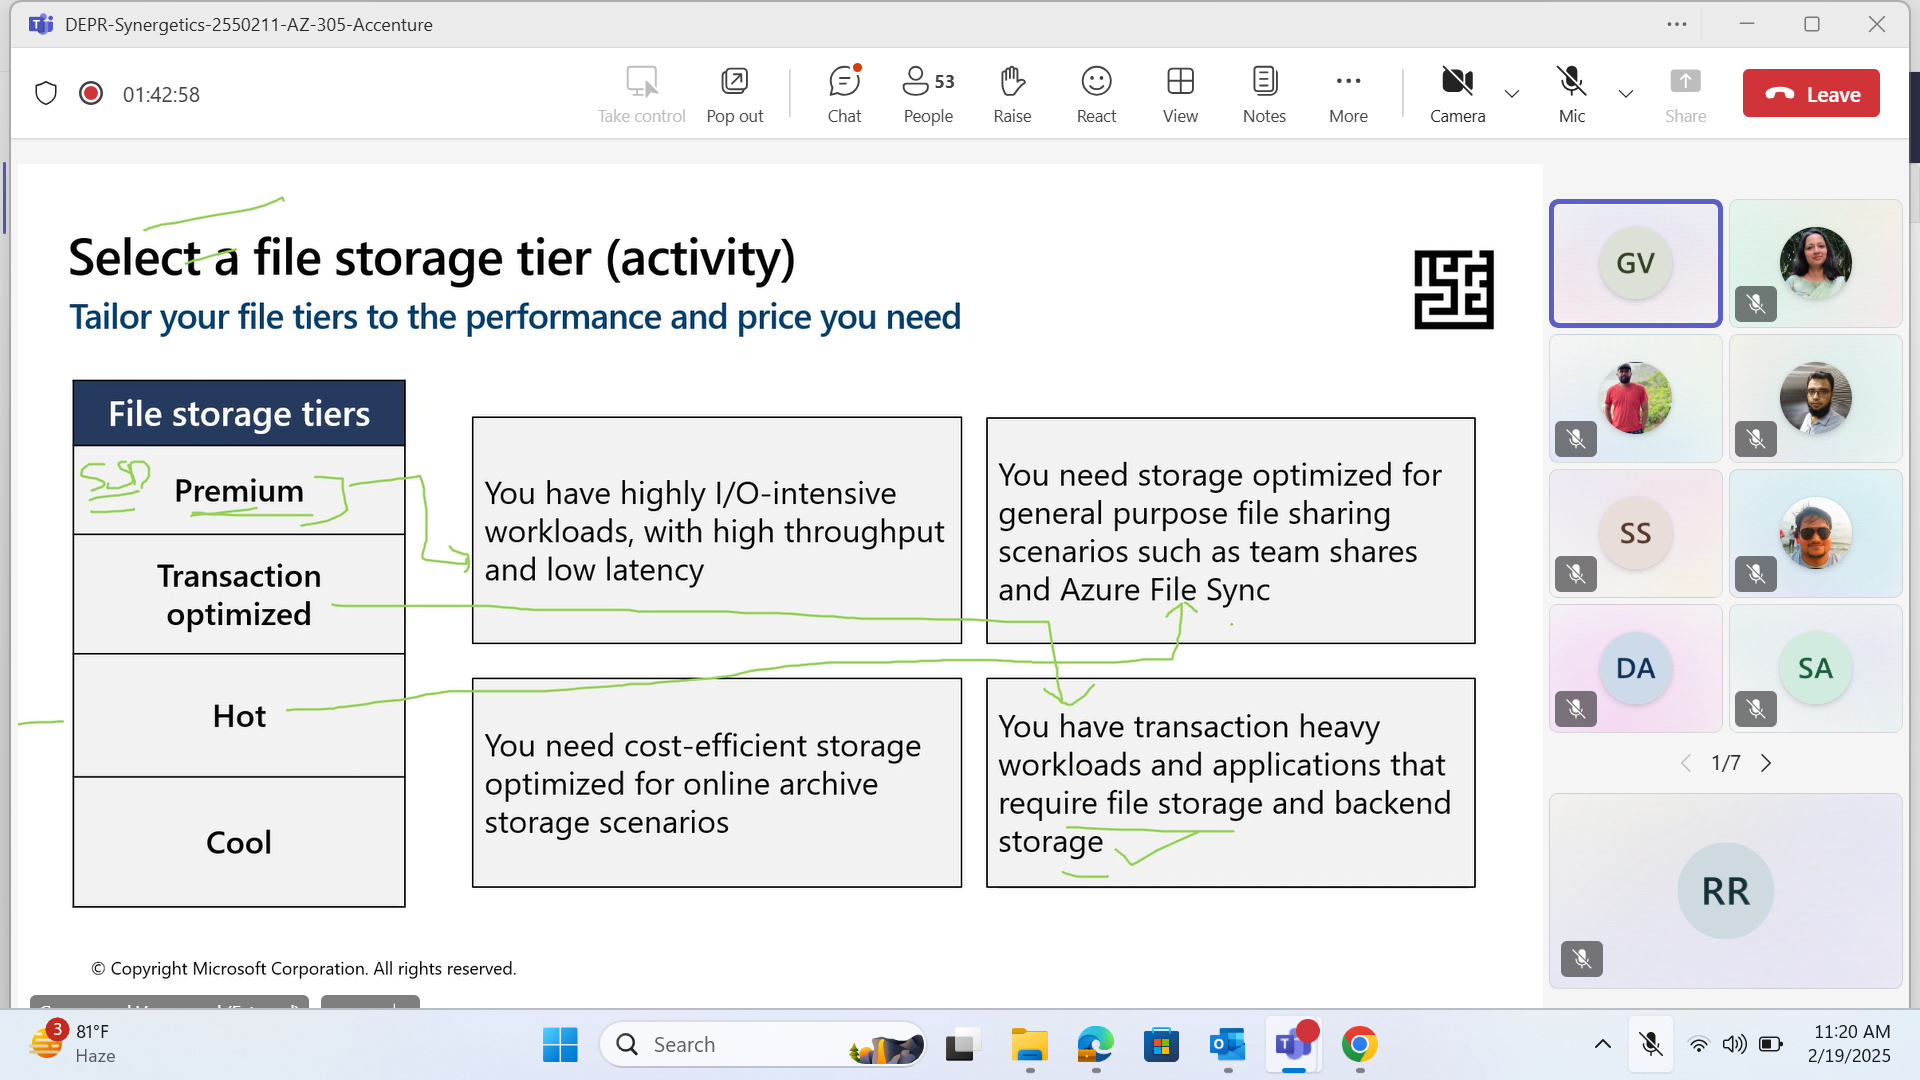 DEPR-Synergetics-2550211-AZ-305-Accenture
01:42:58
Take control
Pop out
Chat
53
People
Raise
React
View
Notes
More
Camera
Mic
Share
Leave
Select a file storage tier (activity)
Tailor your file tiers to the performance and price you need
File storage tiers
SSD
Premium
Transaction
optimized
Hot
Cool
You have highly I/O-intensive
workloads, with high throughput
and low latency
You need storage optimized for
general purpose file sharing
scenarios such as team shares
and Azure File Sync
You need cost-efficient storage
optimized for online archive
storage scenarios
You have transaction heavy
workloads and applications that
require file storage and backend
storage
© Copyright Microsoft Corporation. All rights reserved.
GV
SS
DA
SA
1/7
RR
3
81°F
Haze
Search
11:20 AM
2/19/2025